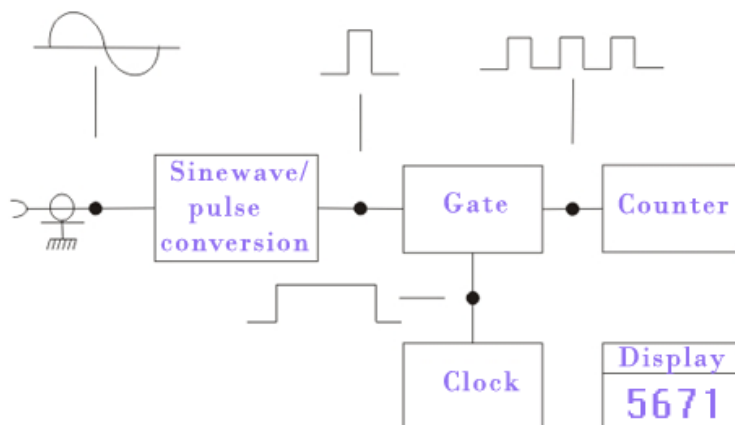 Sinewave/
pulse
conversion
Gate
Counter
Clock
Display
5671